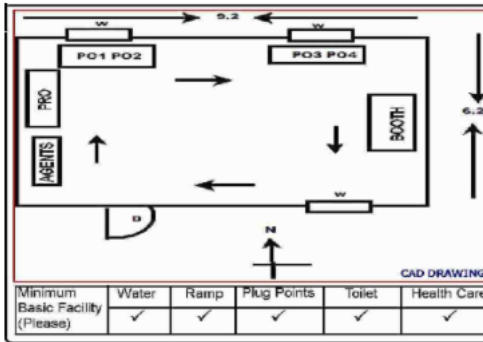 W
9.2
W
PO1 PO2
PO3 PO4
PRO
BOOTH
AGENTS
6.2
W
D
N
CAD DRAWING
Minimum Basic Facility (Please) Water Ramp Plug Points Toilet Health Care
✓ ✓ ✓ ✓ ✓